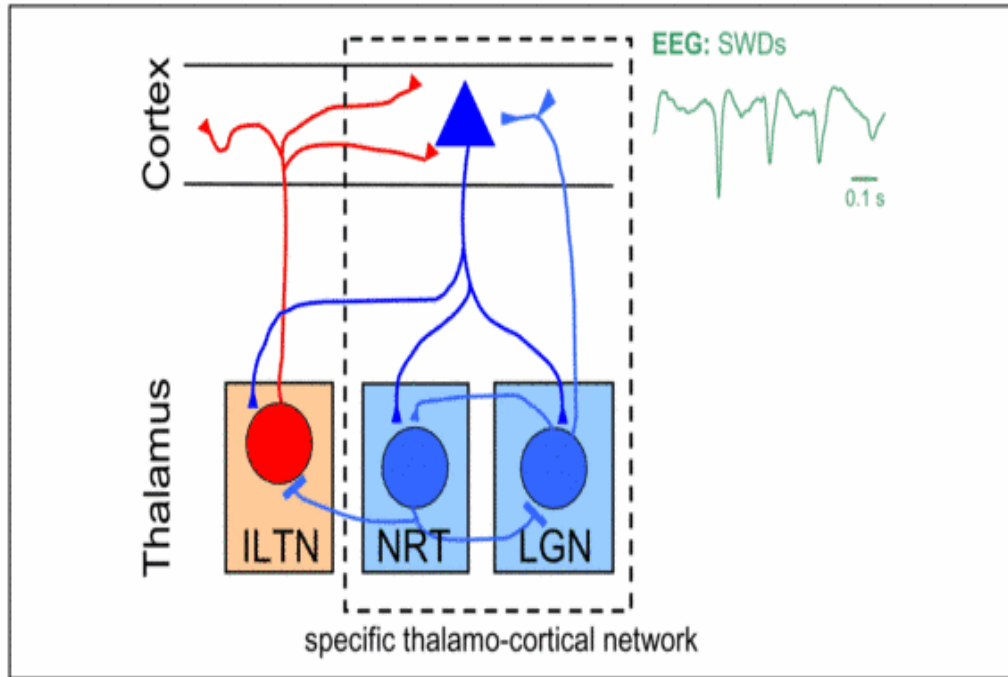 Cortex
EEG: SWDs
0.1 s
Thalamus
ILTN
NRT
LGN
specific thalamo-cortical network